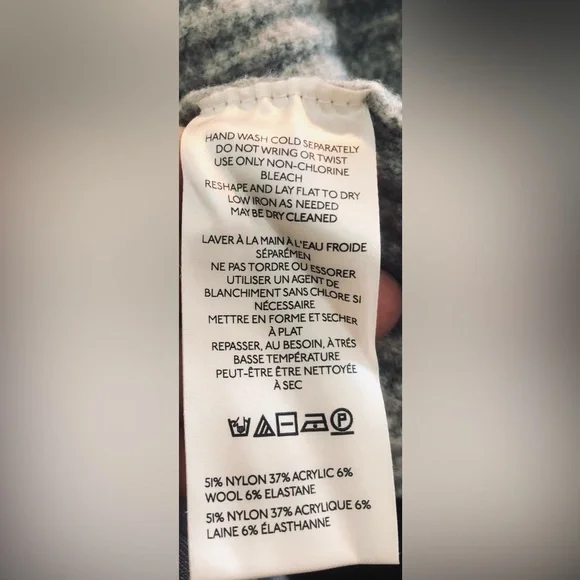 HAND WASH COLD SEPARATELY
DO NOT WRING OR TWIST
USE ONLY NON-CHLORINE
BLEACH
RESHAPE AND LAY FLAT TO DRY
LOW IRON AS NEEDED
MAY BE DRY CLEANED
LAVER À LA MAIN À L'EAU FROIDE
SÉPARÉMEN
NE PAS TORDRE OU ESSORER
UTILISER UN AGENT DE
BLANCHIMENT SANS CHLORE SI
NÉCESSAIRE
METTRE EN FORME ET SECHER
À PLAT
REPASSER, AU BESOIN, À TRÉS
BASSE TEMPÉRATURE
PEUT-ÊTRE ÊTRE NETTOYÉE
À SEC
P
51% NYLON 37% ACRYLIC 6%
WOOL 6% ELASTANE
51% NYLON 37% ACRYLIQUE 6%
LAINE 6% ÉLASTHANNE